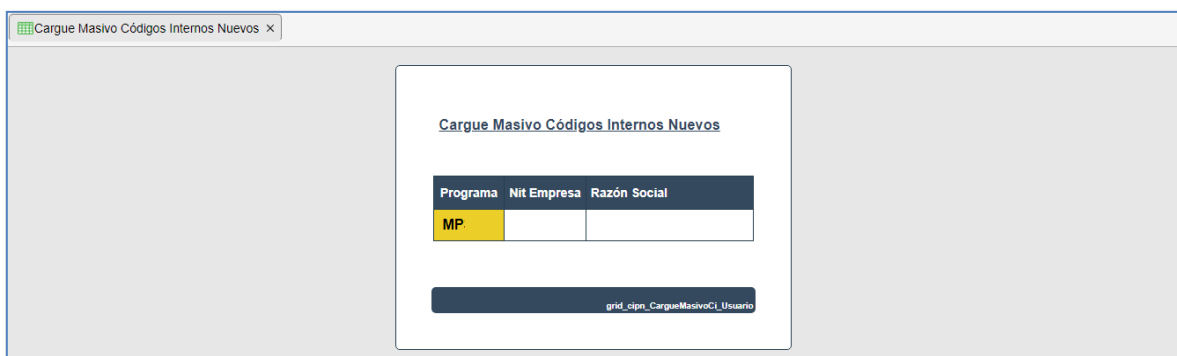 Cargue Masivo Códigos Internos Nuevos ×
Cargue Masivo Códigos Internos Nuevos
Programa Nit Empresa Razón Social
MP
grid_cipn_CargueMasivoCi_Usuario